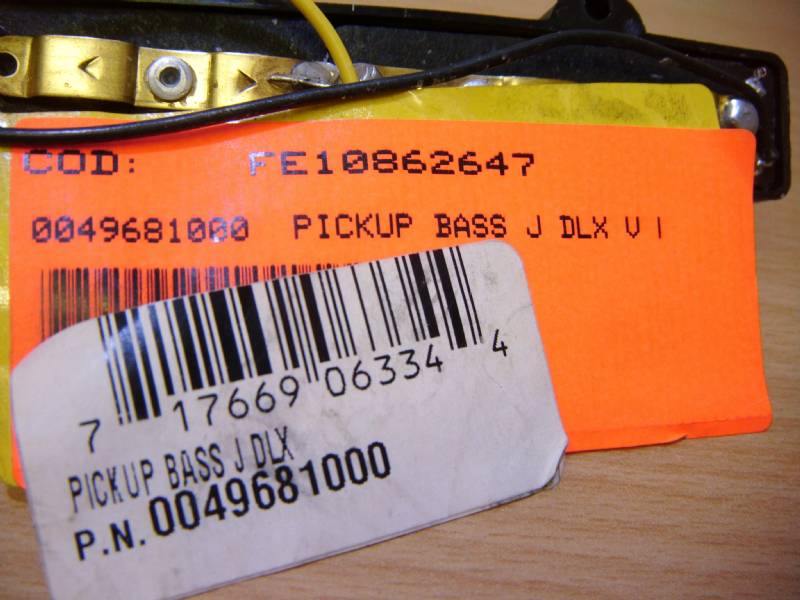 COD: FE10862647
0049681000 PICKUP BASS J DLX V I
7 17669 06334 4
PICKUP BASS J DLX
P.N. 0049681000